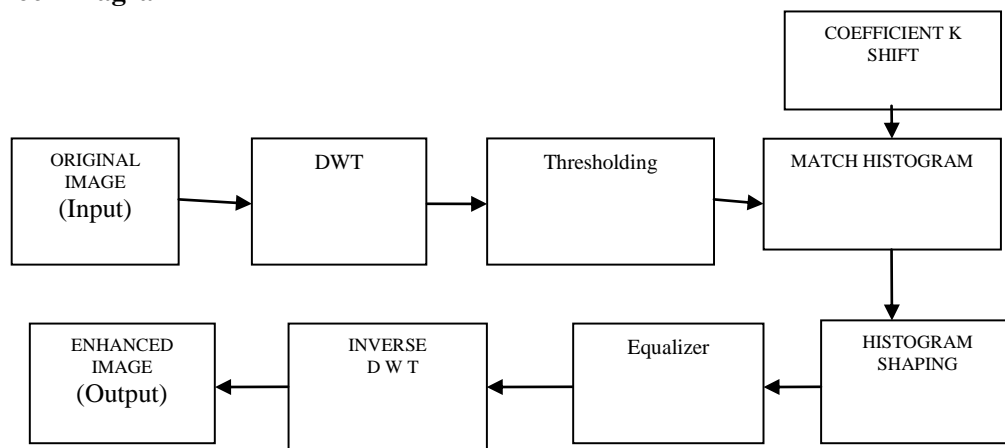 COEFFICIENT K
SHIFT
ORIGINAL
IMAGE
(Input)
DWT
Thresholding
MATCH HISTOGRAM
ENHANCED
IMAGE
(Output)
INVERSE
D W T
Equalizer
HISTOGRAM
SHAPING